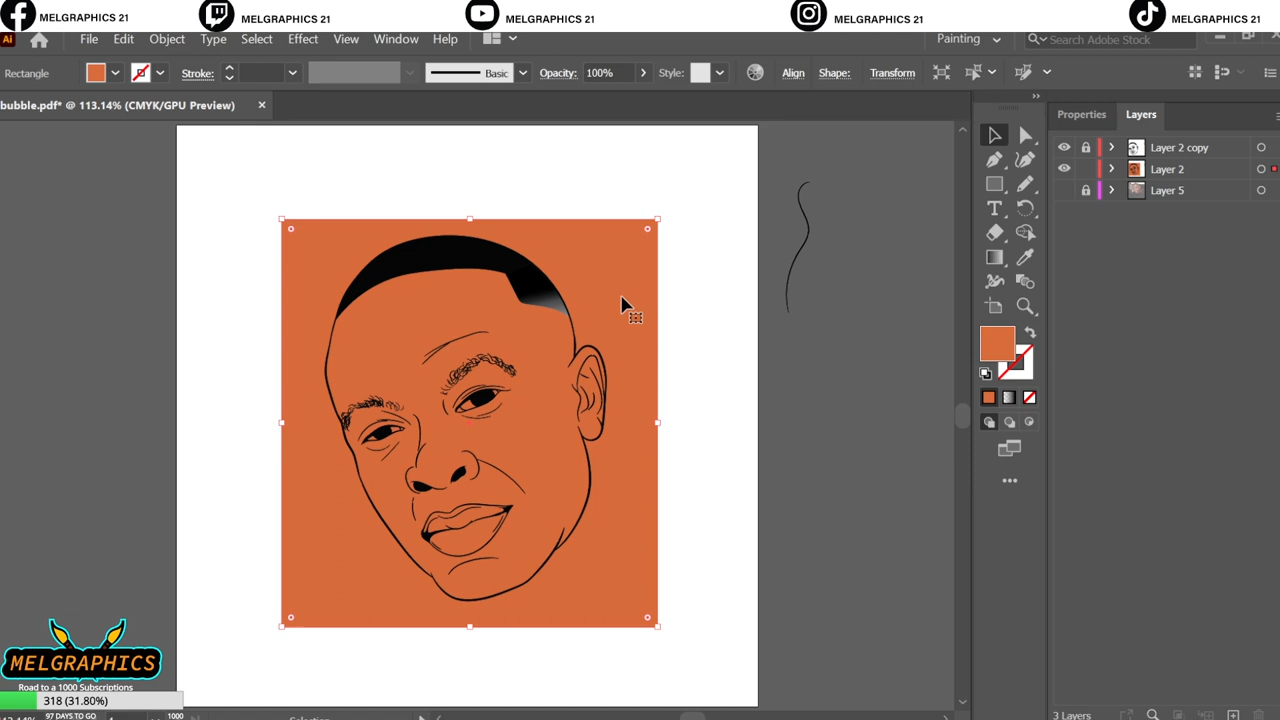 MELGRAPHICS 21
MELGRAPHICS 21
MELGRAPHICS 21
MELGRAPHICS 21
MELGRAPHICS 21
Ai
File Edit Object Type Select Effect View Window Help
Painting
Search Adobe Stock
Rectangle
Stroke:
Basic
Opacity: 100%
Style:
Align
Shape:
Transform
bubble.pdf* @ 113.14% (CMYK/GPU Preview)
Properties
Layers
Layer 2 copy
Layer 2
Layer 5
MELGRAPHICS
Road to a 1000 Subscriptions
318 (31.80%)
97 DAYS TO GO
1000
3 Layers